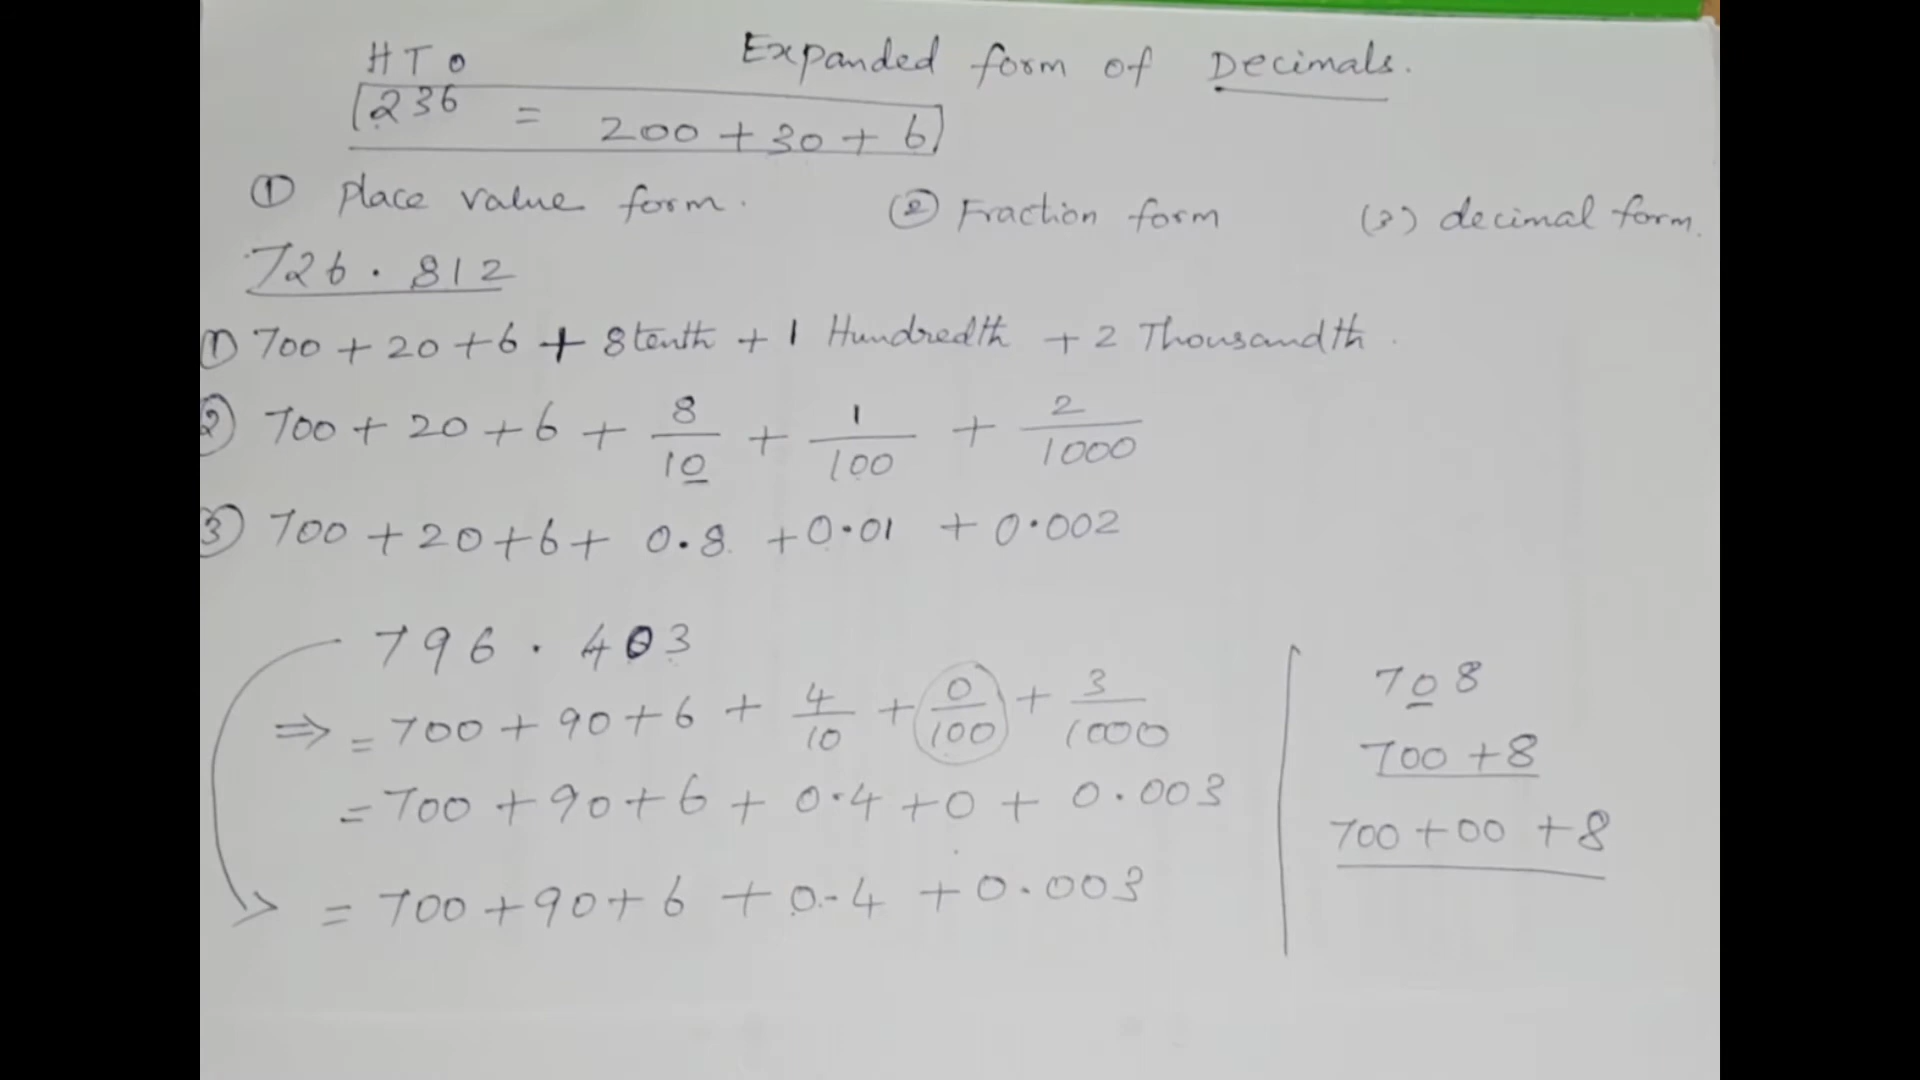 H T O
Expanded form of Decimals.
236 = 200 + 30 + 6
① place value form. ② Fraction form (3) decimal form.
726.812
① 700 + 20 + 6 + 8 tenth + 1 Hundredth + 2 Thousandth.
② 700 + 20 + 6 + 8/10 + 1/100 + 2/1000
③ 700 + 20 + 6 + 0.8 + 0.01 + 0.002
796.403
⇒ = 700 + 90 + 6 + 4/10 + 0/100 + 3/1000
= 700 + 90 + 6 + 0.4 + 0 + 0.003
= 700 + 90 + 6 + 0.4 + 0.003
708
700 + 8
700 + 00 + 8